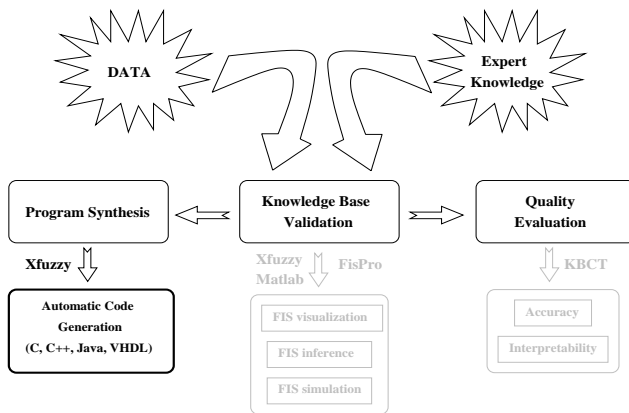 DATA
Expert
Knowledge
Program Synthesis
Knowledge Base
Validation
Quality
Evaluation
Xfuzzy
Xfuzzy
Matlab
FisPro
KBCT
Automatic Code
Generation
(C, C++, Java, VHDL)
FIS visualization
FIS inference
FIS simulation
Accuracy
Interpretability